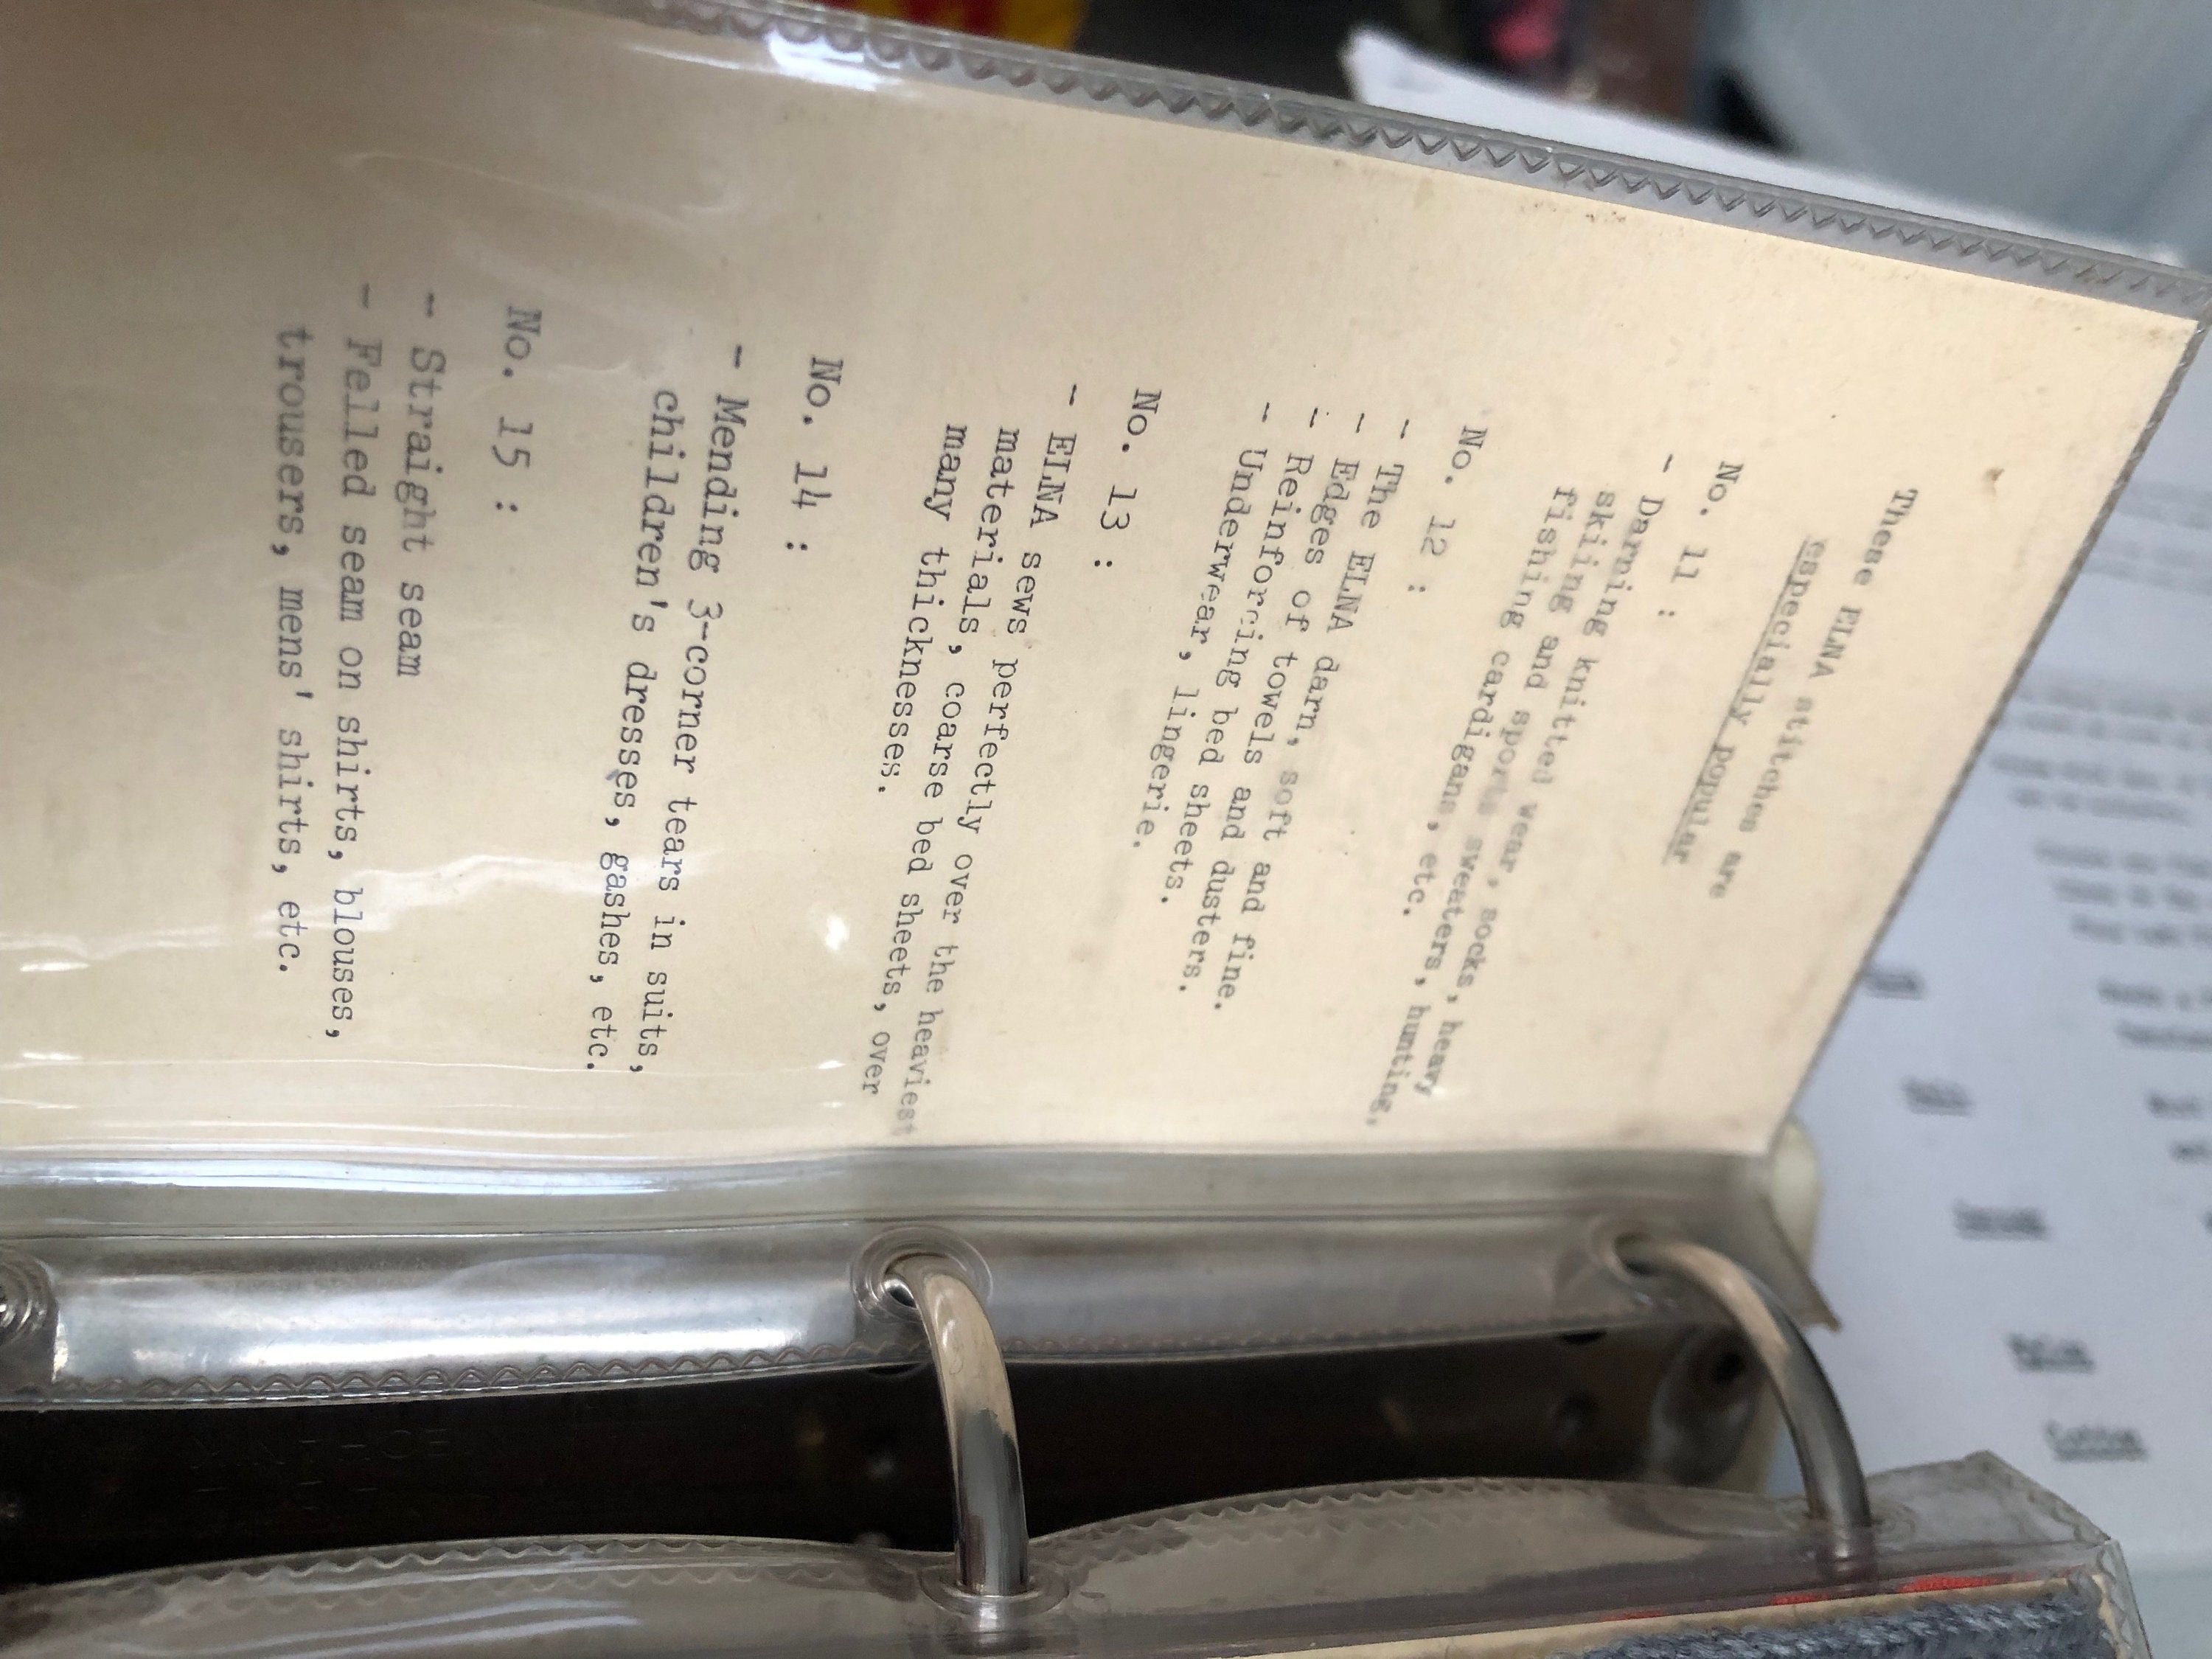 These ELNA stitches are
especially popular
No. 11 :
- Darning knitted wear, socks, heavy
skiing and sports sweaters, hunting,
fishing cardigans, etc.
No. 12 :
- The ELNA darn, soft and fine.
- Edges of towels and dusters.
- Reinforcing bed sheets.
- Underwear, lingerie.
No. 13 :
- ELNA sews perfectly over the heaviest
materials, coarse bed sheets, over
many thicknesses.
No. 14 :
- Mending 3-corner tears in suits,
children's dresses, gashes, etc.
No. 15 :
- Straight seam
- Felled seam on shirts, blouses,
trousers, mens' shirts, etc.